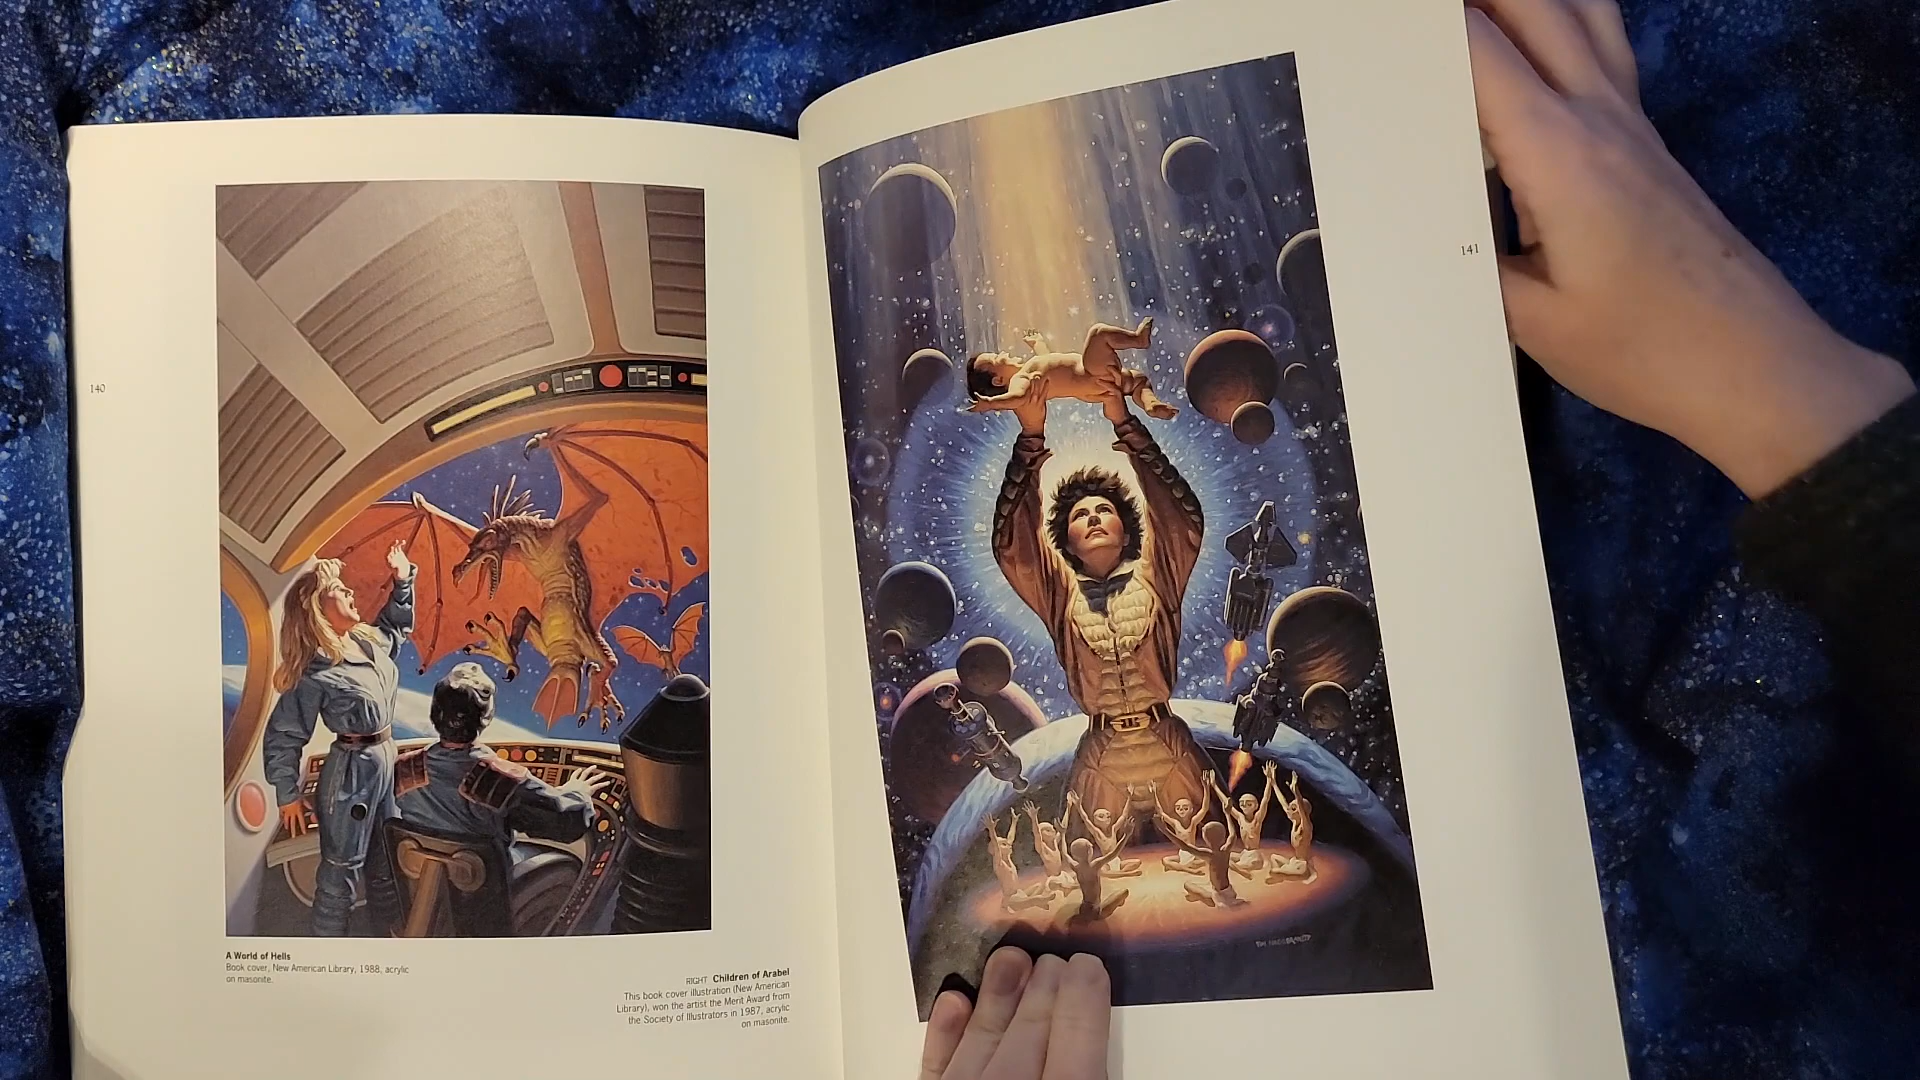 140
A World of Hells
Book cover, New American Library, 1988, acrylic
on masonite.
RIGHT Children of Arabel
This book cover illustration (New American
Library), won the artist the Merit Award from
the Society of Illustrators in 1987, acrylic
on masonite.
141
TIM HILDEBRANDT